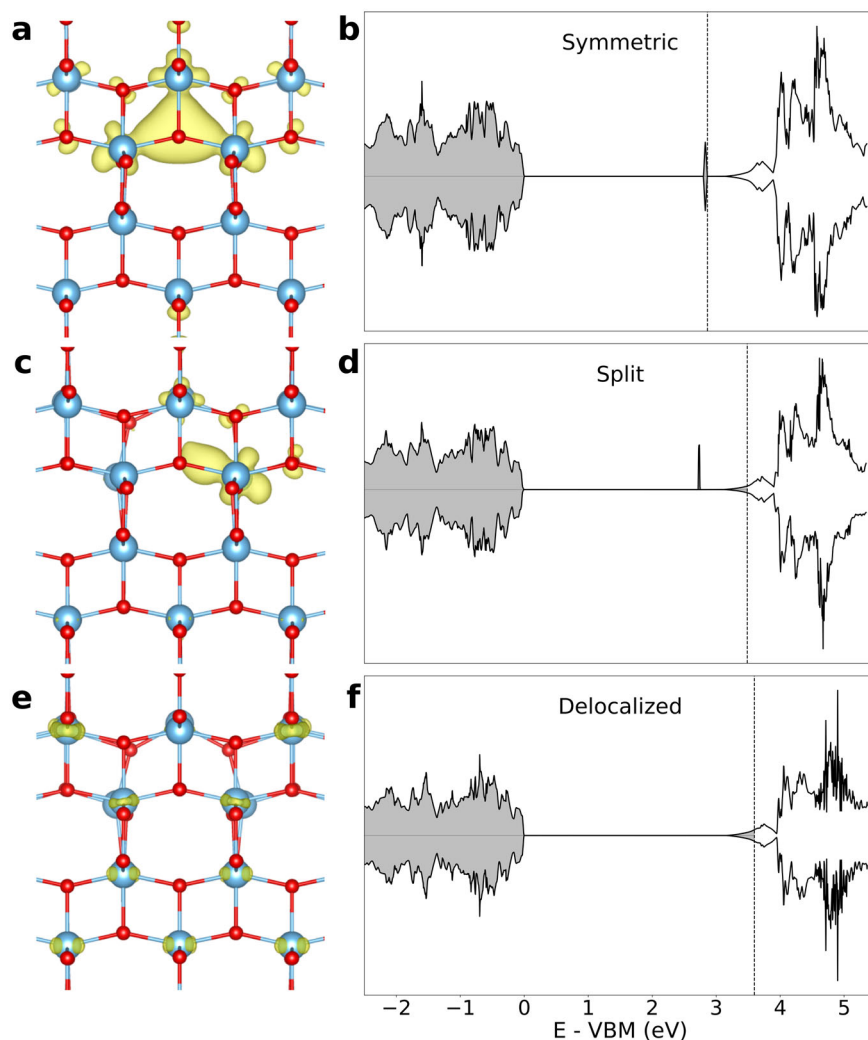 a
b
Symmetric
c
d
Split
e
f
Delocalized
−2 −1 0 1 2 3 4 5
E - VBM (eV)